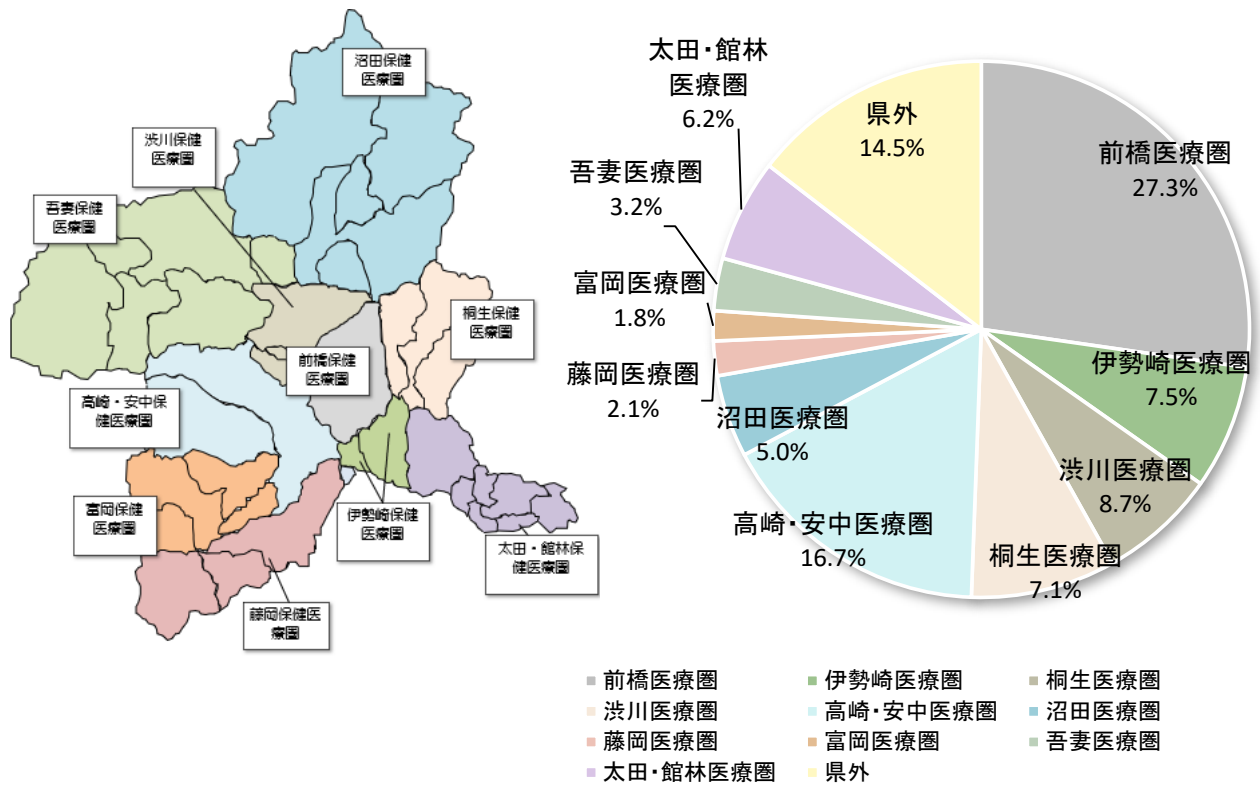 沼田保健
医療圏
渋川保健
医療圏
吾妻保健
医療圏
桐生保健
医療圏
前橋保健
医療圏
高崎・安中保
健医療圏
富岡保健
医療圏
伊勢崎保健
医療圏
太田・館林保
健医療圏
藤岡保健医
療圏
太田・館林
医療圏
6.2%
県外
14.5%
前橋医療圏
27.3%
吾妻医療圏
3.2%
富岡医療圏
1.8%
伊勢崎医療圏
7.5%
藤岡医療圏
2.1%
沼田医療圏
5.0%
渋川医療圏
8.7%
高崎・安中医療圏
16.7%
桐生医療圏
7.1%
前橋医療圏
伊勢崎医療圏
桐生医療圏
渋川医療圏
高崎・安中医療圏
沼田医療圏
藤岡医療圏
富岡医療圏
吾妻医療圏
太田・館林医療圏
県外